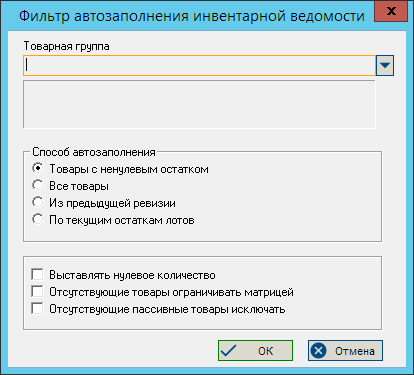 Фильтр автозаполнения инвентарной ведомости
x
Товарная группа
Способ автозаполнения
Товары с ненулевым остатком
Все товары
Из предыдущей ревизии
По текущим остаткам лотов
Выставлять нулевое количество
Отсутствующие товары ограничивать матрицей
Отсутствующие пассивные товары исключать
ОК
Отмена